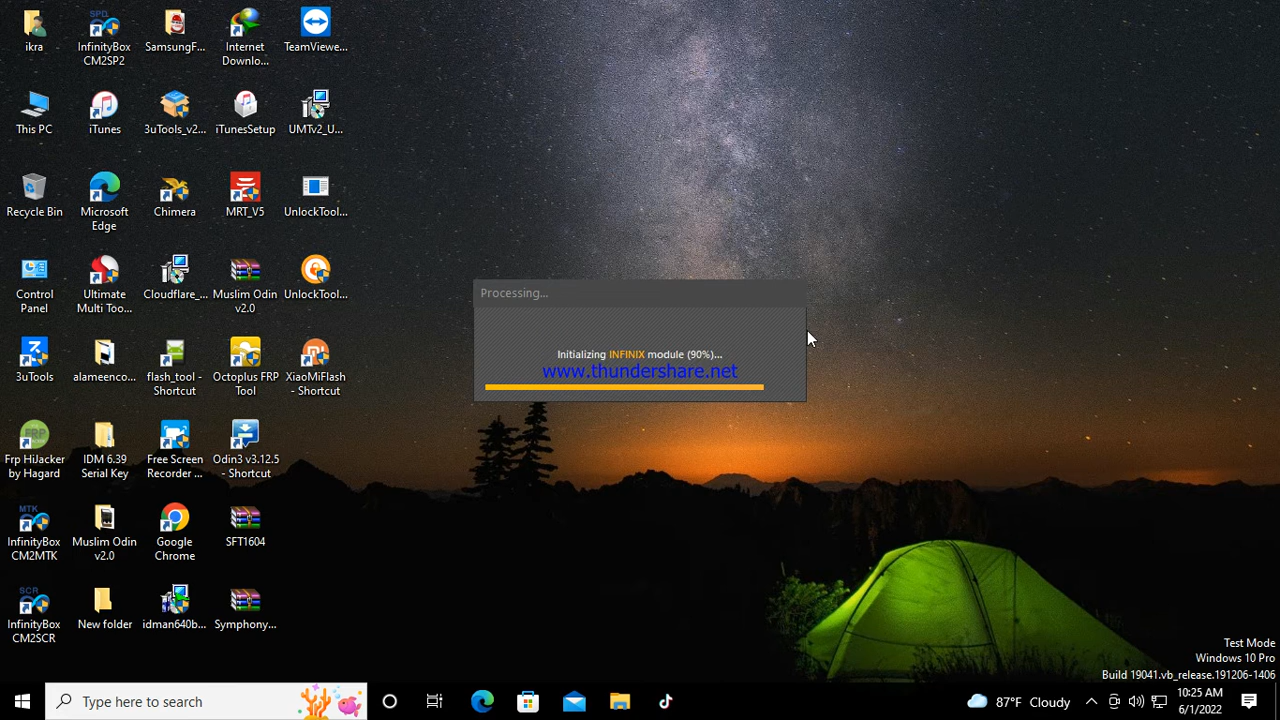 ikra
SPD
InfinityBox
CM2SP2
SamsungF...
Internet
Downlo...
TeamViewe...
This PC
iTunes
3uTools_v2...
iTunesSetup
UMTv2_U...
Recycle Bin
Microsoft
Edge
Chimera
MRT_V5
UnlockTool...
Control
Panel
Ultimate
Multi Too...
Cloudflare_...
Muslim Odin
v2.0
UnlockTool...
3uTools
alameenco...
flash_tool -
Shortcut
Octoplus FRP
Tool
XiaoMiFlash
- Shortcut
FRP
Frp HiJacker
by Hagard
IDM 6.39
Serial Key
Free Screen
Recorder ...
Odin3 v3.12.5
- Shortcut
MTK
InfinityBox
CM2MTK
Muslim Odin
v2.0
Google
Chrome
SFT1604
SCR
InfinityBox
CM2SCR
New folder
idman640b...
Symphony...
Processing...
Initializing INFINIX module (90%)...
www.thundershare.net
Test Mode
Windows 10 Pro
Build 19041.vb_release.191206-1406
Type here to search
87°F Cloudy
10:25 AM
6/1/2022